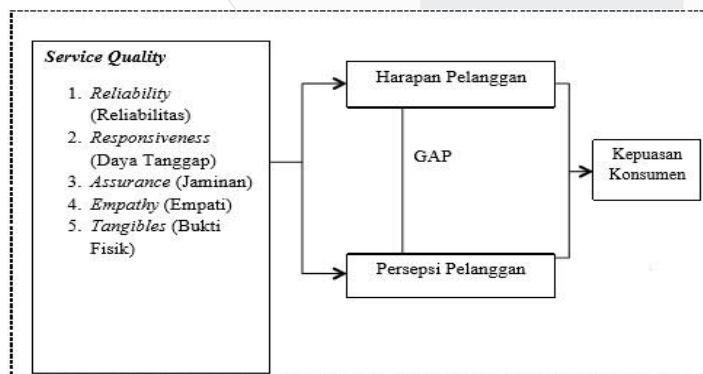 Service Quality
1. Reliability
(Reliabilitas)
2. Responsiveness
(Daya Tanggap)
3. Assurance (Jaminan)
4. Empathy (Empati)
5. Tangibles (Bukti
Fisik)
Harapan Pelanggan
GAP
Persepsi Pelanggan
Kepuasan
Konsumen